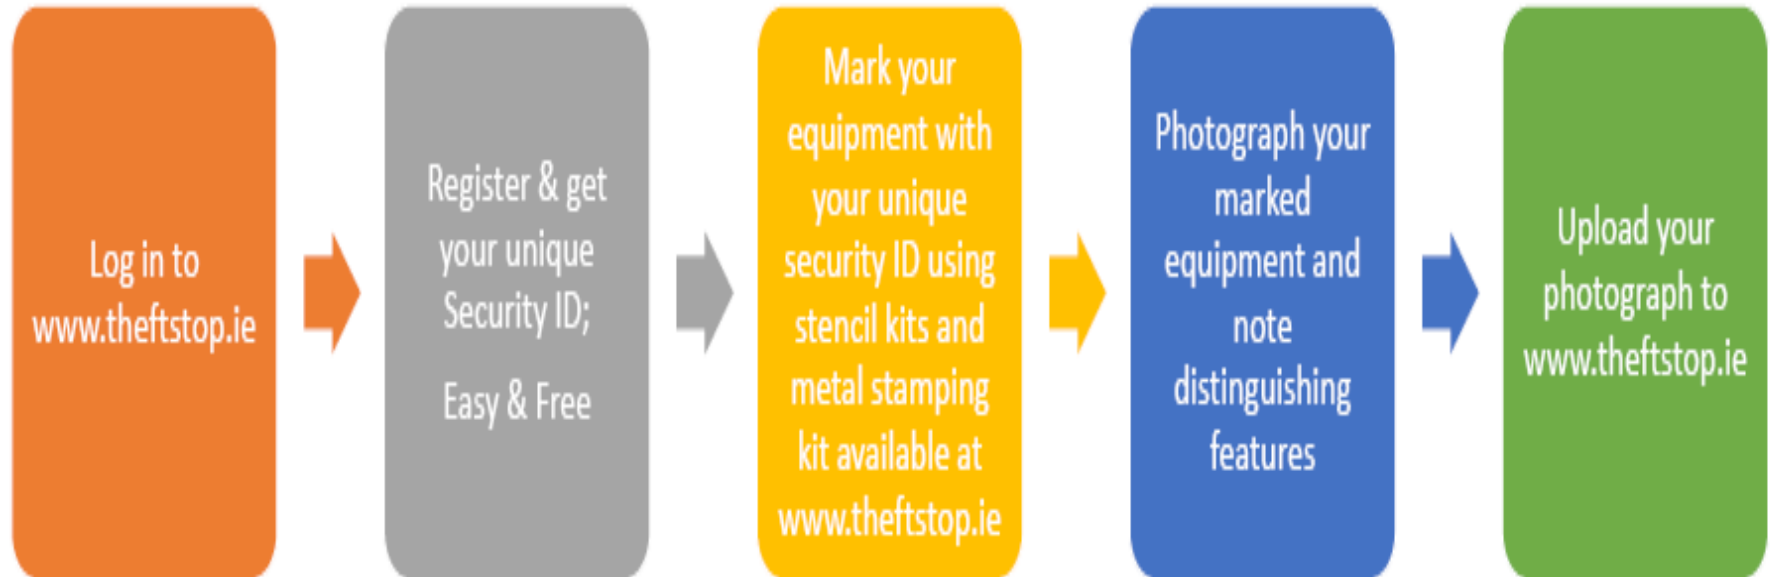 Log in to
www.theftstop.ie
Register & get
your unique
Security ID;
Easy & Free
Mark your
equipment with
your unique
security ID using
stencil kits and
metal stamping
kit available at
www.theftstop.ie
Photograph your
marked
equipment and
note
distinguishing
features
Upload your
photograph to
www.theftstop.ie